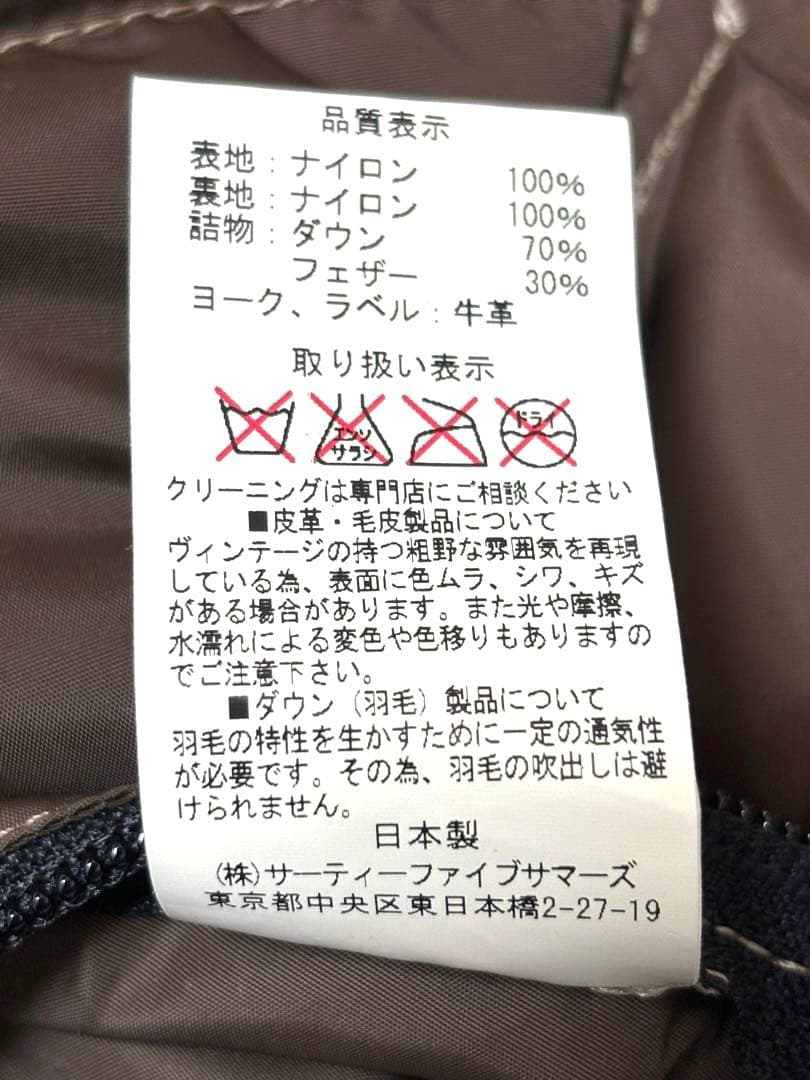 品質表示
表地：ナイロン 100%
裏地：ナイロン 100%
詰物：ダウン 70%
フェザー 30%
ヨーク、ラベル：牛革
取り扱い表示
エンソ
サラシ
ドライ
クリーニングは専門店にご相談ください
■皮革・毛皮製品について
ヴィンテージの持つ粗野な雰囲気を再現
している為、表面に色ムラ、シワ、キズ
がある場合があります。また光や摩擦、
水濡れによる変色や色移りもありますの
でご注意下さい。
■ダウン（羽毛）製品について
羽毛の特性を生かすために一定の通気性
が必要です。その為、羽毛の吹出しは避
けられません。
日本製
(株)サーティーファイブサマーズ
東京都中央区東日本橋2-27-19